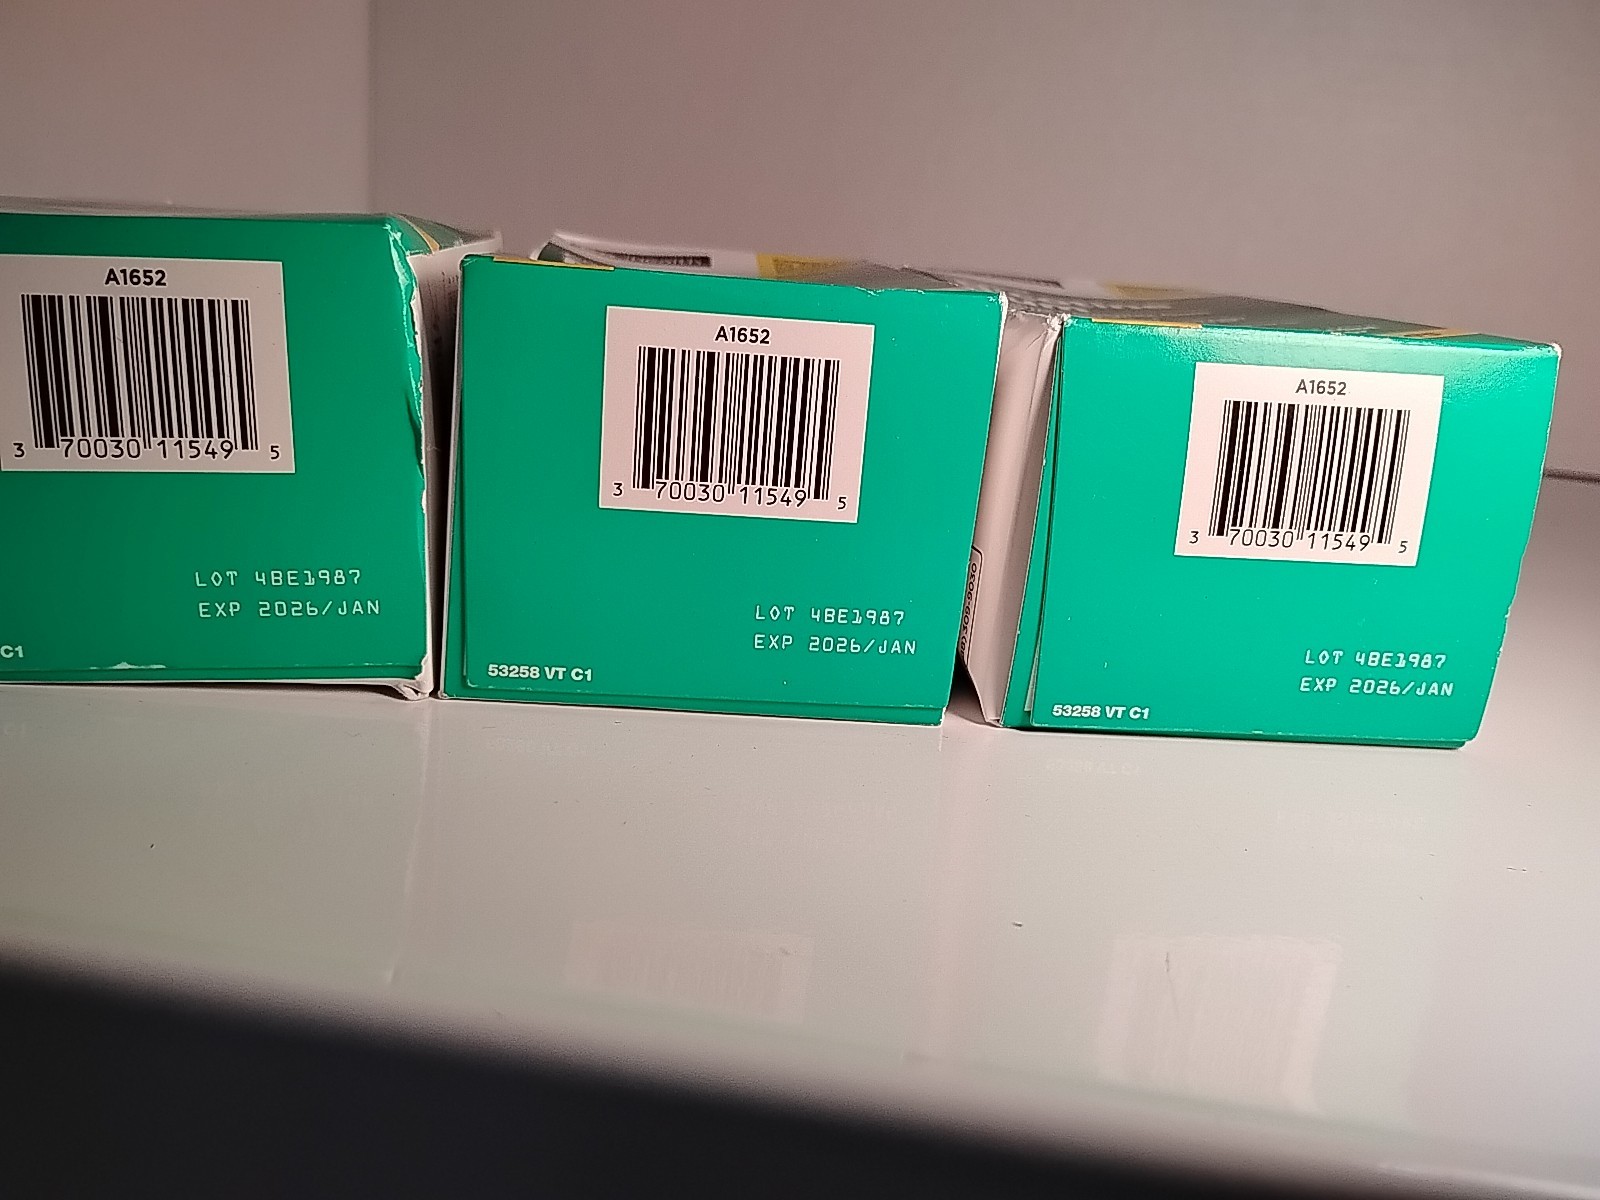 A1652
3 70030 11549 5
LOT 4BE1987
EXP 2026/JAN
C1
A1652
3 70030 11549 5
LOT 4BE1987
EXP 2026/JAN
53258 VT C1
A1652
3 70030 11549 5
LOT 4BE1987
EXP 2026/JAN
53258 VT C1